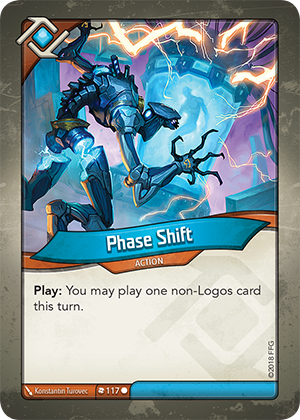 Phase Shift
ACTION
Play: You may play one non-Logos card
this turn.
Konstantin Turovec
117
©2018 FFG